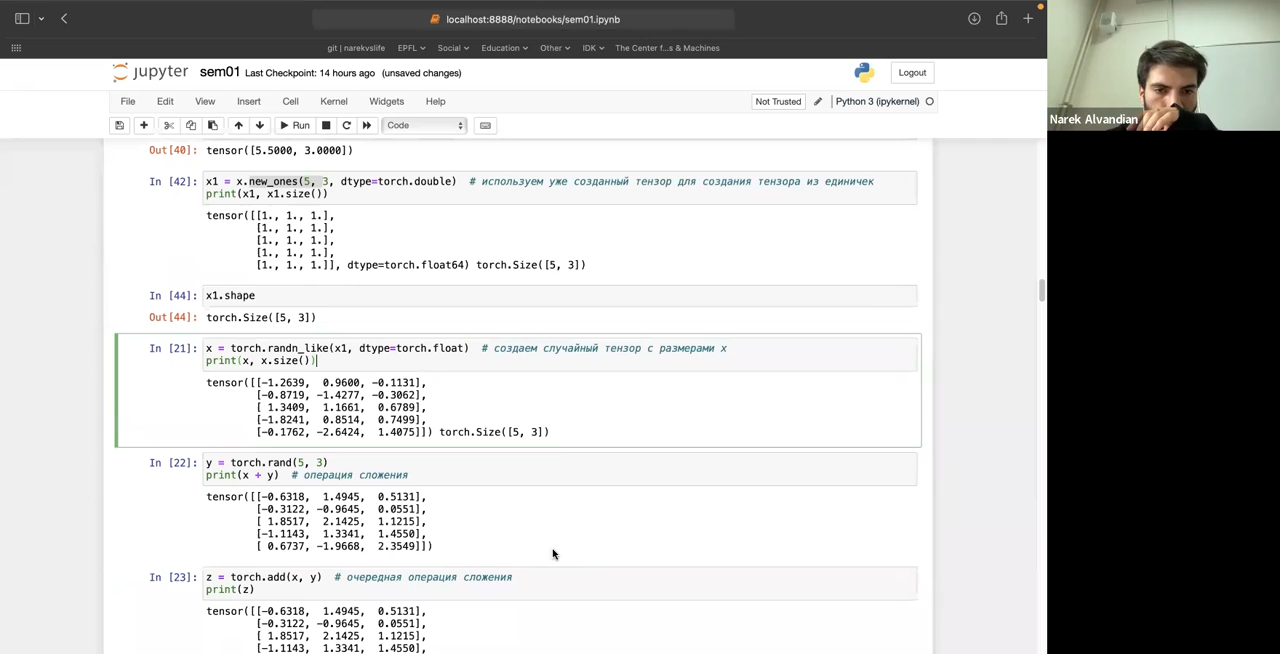 localhost:8888/notebooks/sem01.ipynb
git | narekvslife EPFL Social Education Other IDK The Center f...s & Machines
jupyter sem01 Last Checkpoint: 14 hours ago (unsaved changes) Logout
File Edit View Insert Cell Kernel Widgets Help Not Trusted Python 3 (ipykernel)
Run Code
Out[40]: tensor([5.5000, 3.0000])
In [42]: x1 = x.new_ones(5, 3, dtype=torch.double) # используем уже созданный тензор для создания тензора из единичек
print(x1, x1.size())
tensor([[1., 1., 1.],
[1., 1., 1.],
[1., 1., 1.],
[1., 1., 1.],
[1., 1., 1.]], dtype=torch.float64) torch.Size([5, 3])
In [44]: x1.shape
Out[44]: torch.Size([5, 3])
In [21]: x = torch.randn_like(x1, dtype=torch.float) # создаем случайный тензор с размерами x
print(x, x.size())
tensor([[-1.2639, 0.9600, -0.1131],
[-0.8719, -1.4277, -0.3062],
[ 1.3409, 1.1661, 0.6789],
[-1.8241, 0.8514, 0.7499],
[-0.1762, -2.6424, 1.4075]]) torch.Size([5, 3])
In [22]: y = torch.rand(5, 3)
print(x + y) # операция сложения
tensor([[-0.6318, 1.4945, 0.5131],
[-0.3122, -0.9645, 0.0551],
[ 1.8517, 2.1425, 1.1215],
[-1.1143, 1.3341, 1.4550],
[ 0.6737, -1.9668, 2.3549]])
In [23]: z = torch.add(x, y) # очередная операция сложения
print(z)
tensor([[-0.6318, 1.4945, 0.5131],
[-0.3122, -0.9645, 0.0551],
[ 1.8517, 2.1425, 1.1215],
[-1.1143, 1.3341, 1.4550],
Narek Alvandian